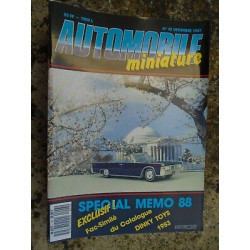 AUTOMOBILE
miniature
SPECIAL MEMO 88
EXCLUSIF !
Fac-Similé
du Catalogue
DINKY TOYS